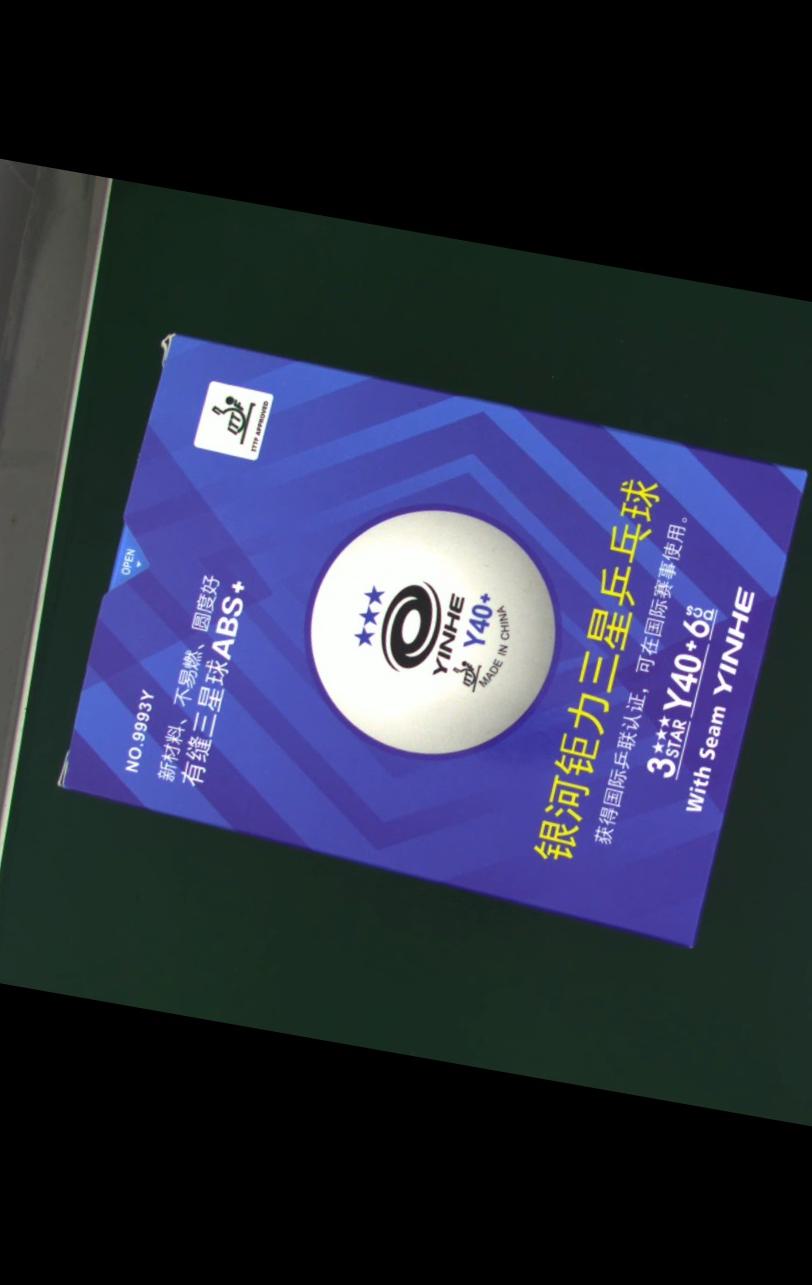 NO.9993Y
OPEN
ITTF APPROVED
新材料、不易燃、圆度好
有缝三星球ABS+
★★★
YINHE
Y40+
MADE IN CHINA
银河钜力三星乒乓球
获得国际乒联认证，可在国际赛事使用。
3★★★STAR Y40+6只装
With Seam YINHE